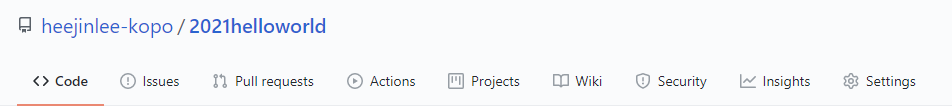 heejinlee-kopo / 2021helloworld
Code Issues Pull requests Actions Projects Wiki Security Insights Settings